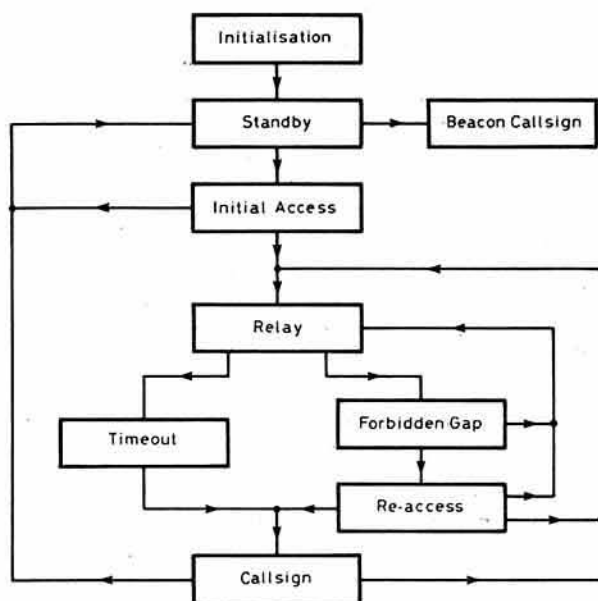 Initialisation
Standby
Beacon Callsign
Initial Access
Relay
Forbidden Gap
Timeout
Re-access
Callsign